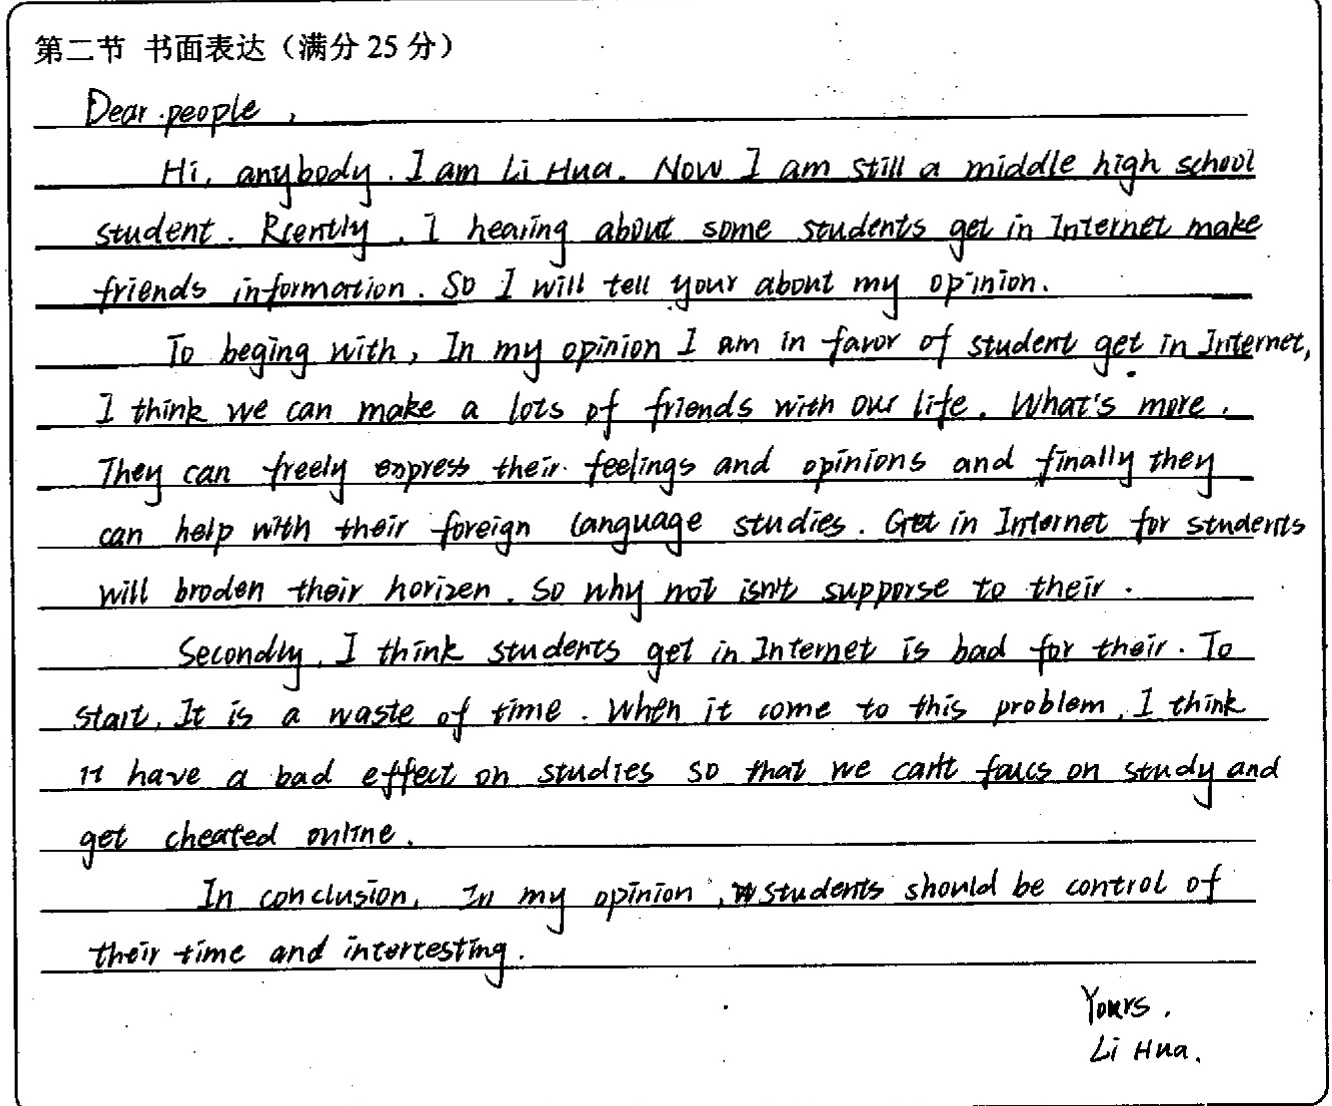 第二节 书面表达（满分 25 分）
Dear people,
Hi, anybody. I am Li Hua. Now I am still a middle high school
student. Rcently, I hearing about some students get in Internet make
friends information. So I will tell your about my opinion.
To beging with, In my opinion I am in favor of student get in Internet,
I think we can make a lots of friends with our life. What's more,
They can freely express their feelings and opinions and finally they
can help with their foreign language studies. Get in Internet for students
will broden their horizen. So why not isn't supporse to their.
Secondly, I think students get in Internet is bad for their. To
start, It is a waste of time. When it come to this problem, I think
it have a bad effect on studies so that we can't foucs on study and
get cheated online.
In conclusion, In my opinion, students should be control of
their time and intertesting.
Yours,
Li Hua.